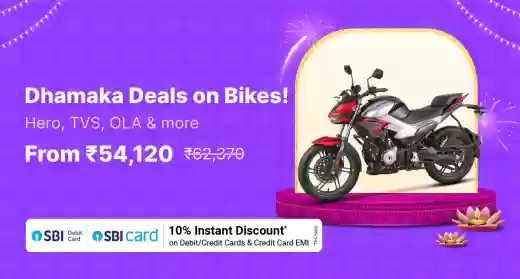 Dhamaka Deals on Bikes!
Hero, TVS, OLA & more
From ₹54,120 ₹62,370
SBI Debit Card SBI card 10% Instant Discount*
on Debit/Credit Cards & Credit Card EMI